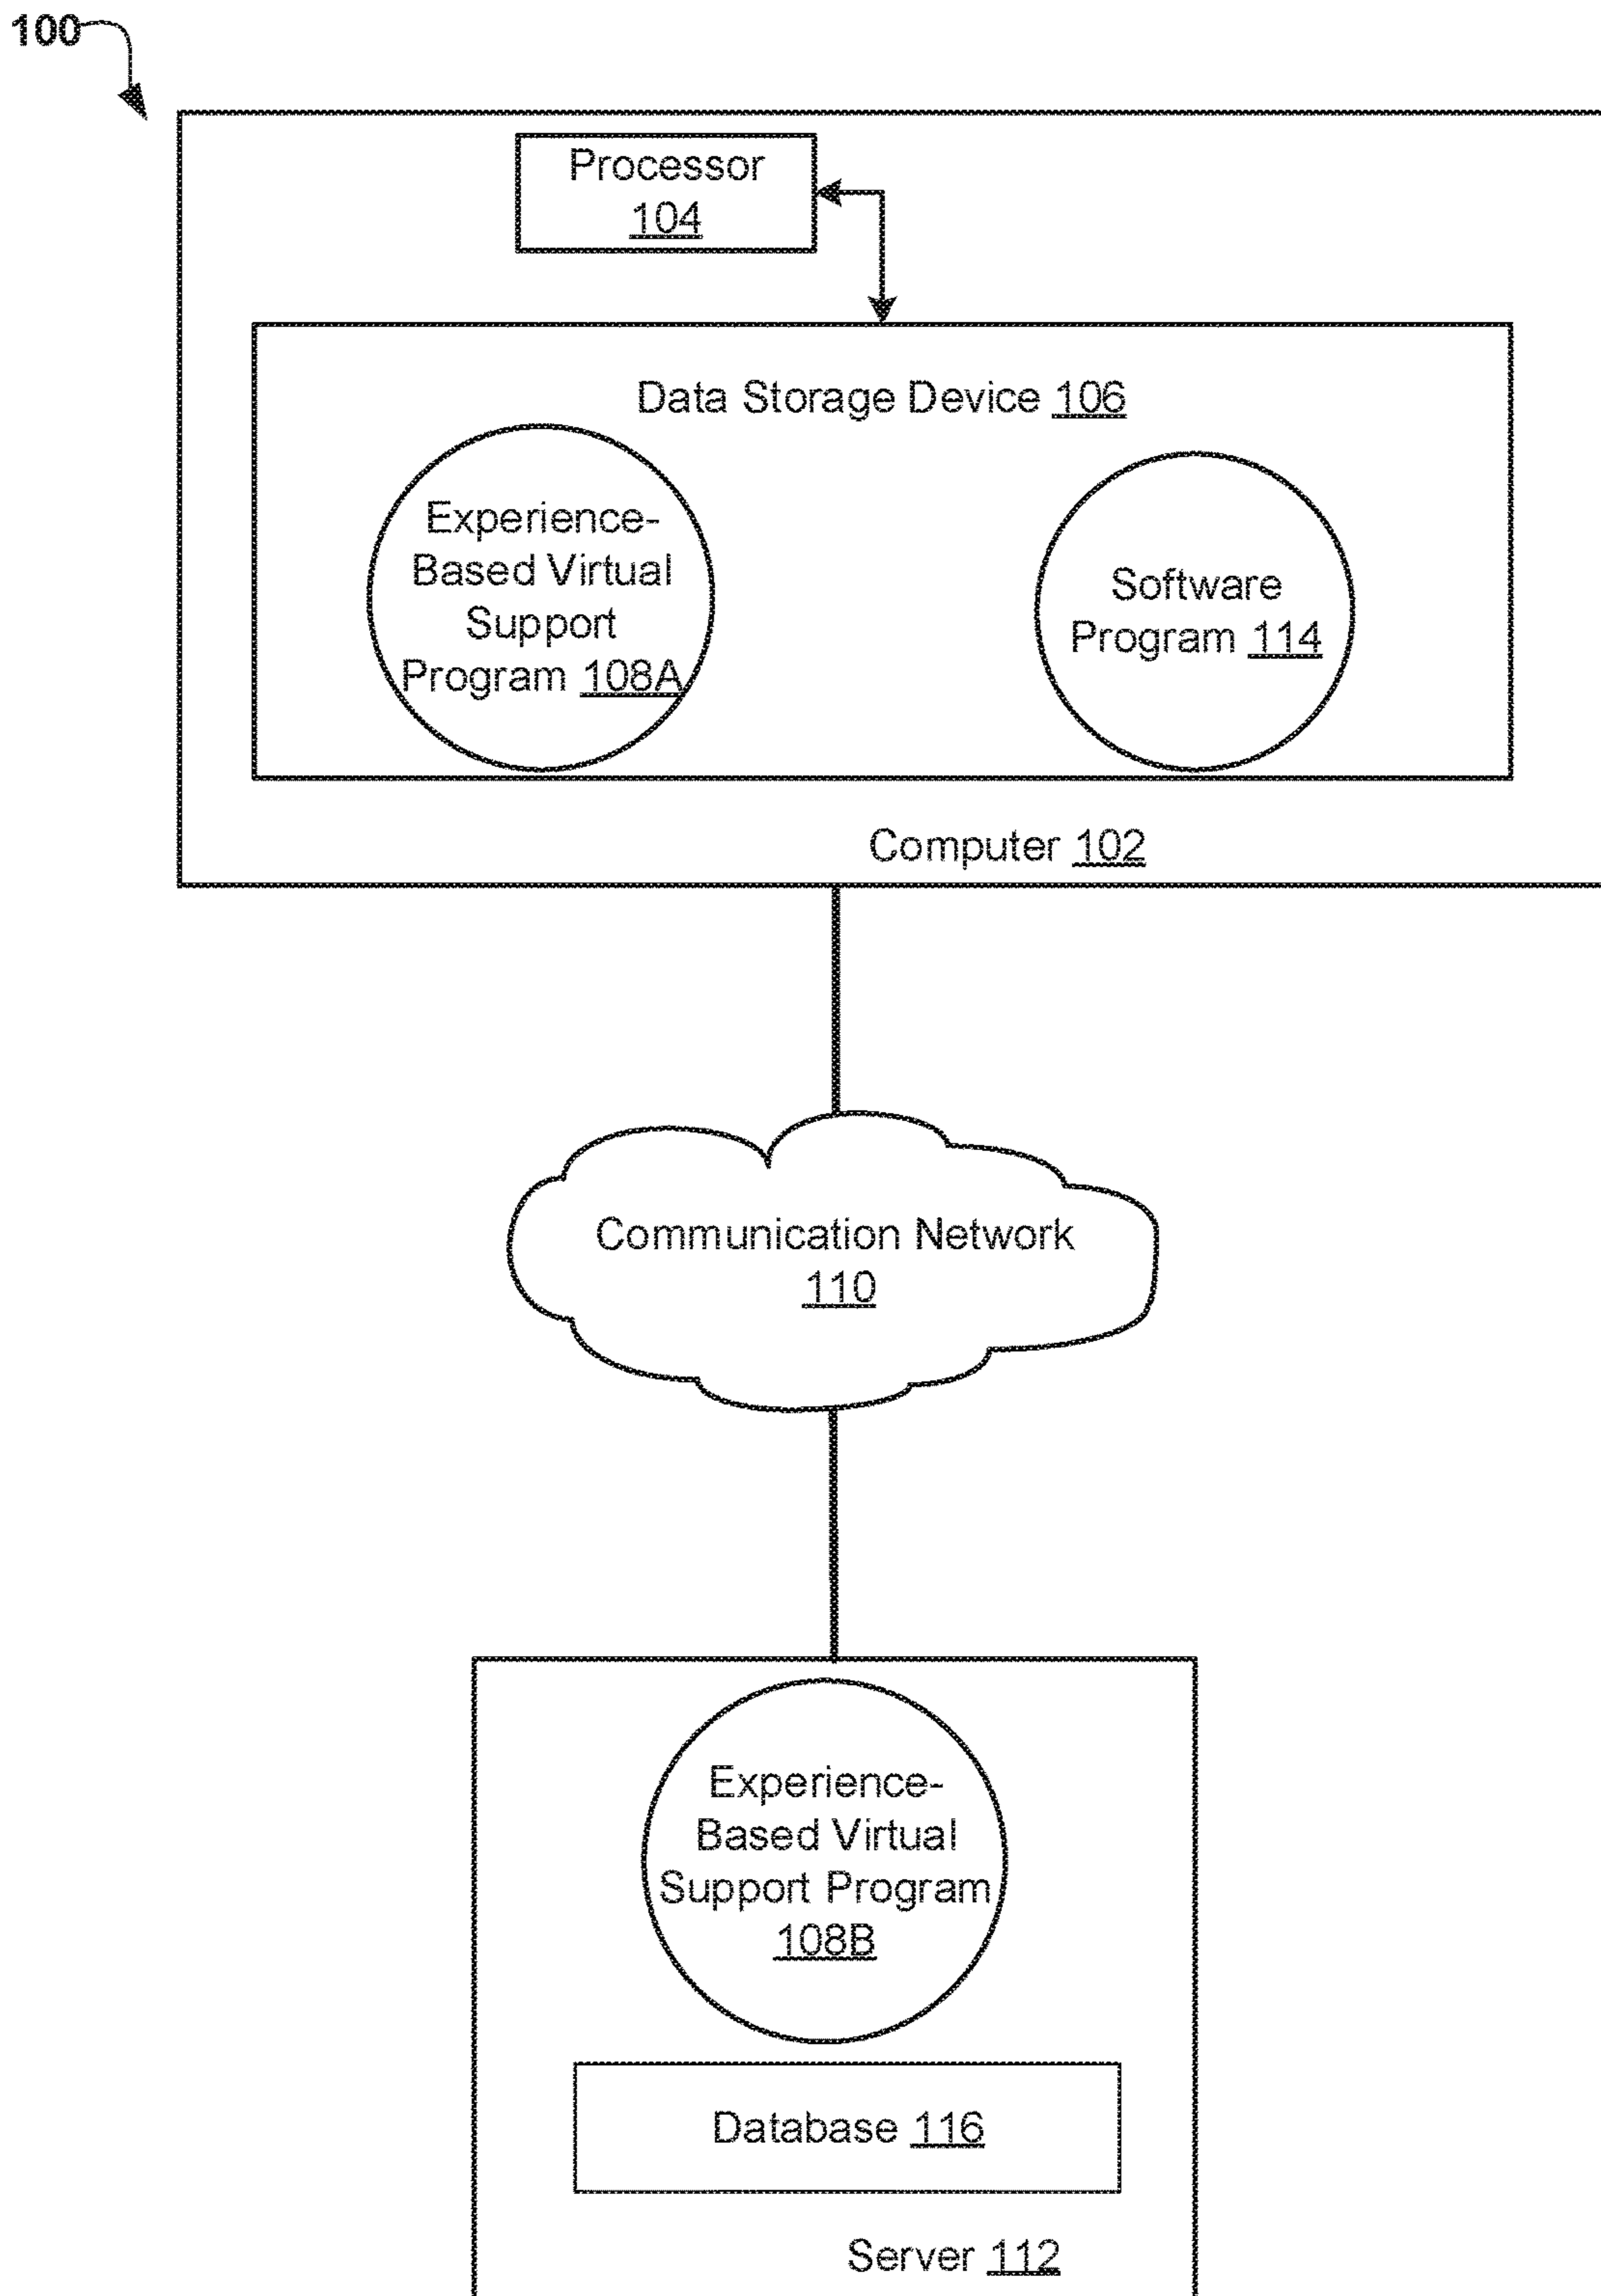 100
Processor
104
Data Storage Device 106
Experience-
Based Virtual
Support
Program 108A
Software
Program 114
Computer 102
Communication Network
110
Experience-
Based Virtual
Support Program
108B
Database 116
Server 112